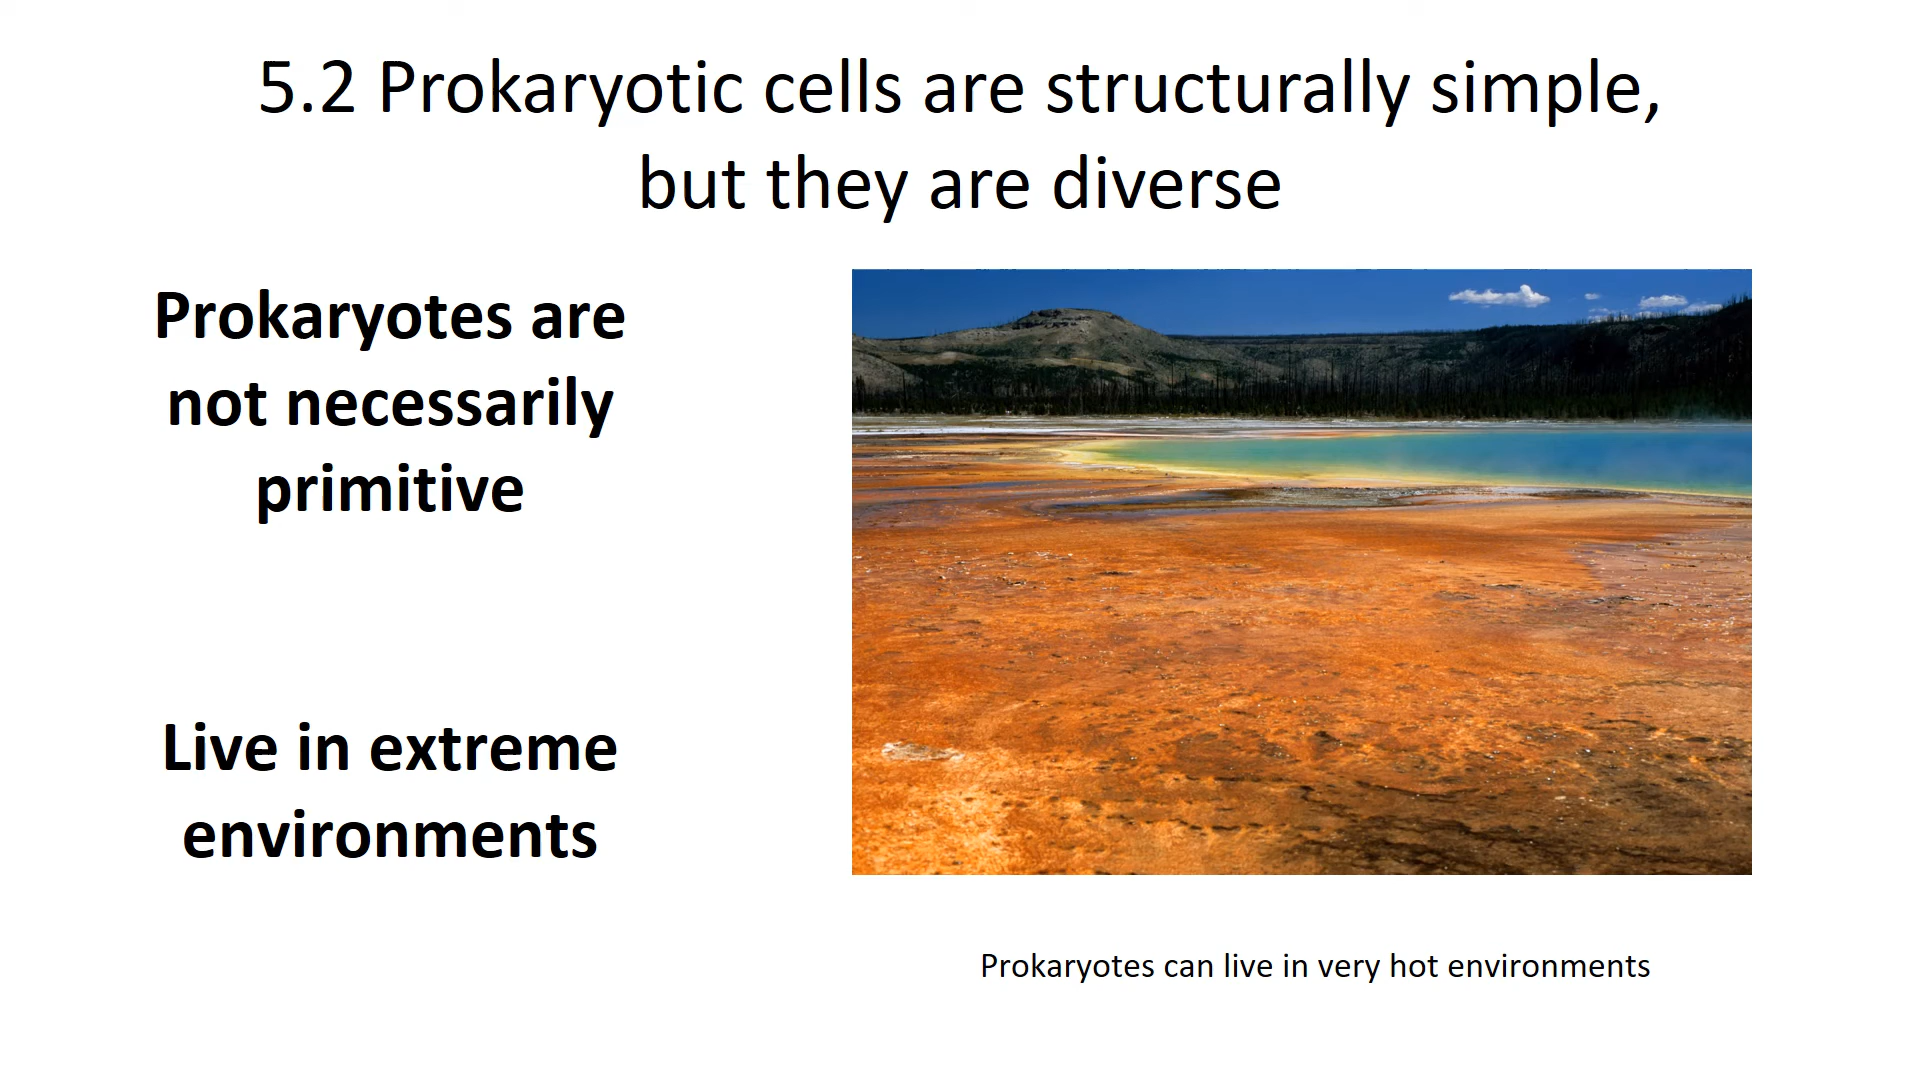 5.2 Prokaryotic cells are structurally simple,
but they are diverse
Prokaryotes are
not necessarily
primitive
Live in extreme
environments
Prokaryotes can live in very hot environments